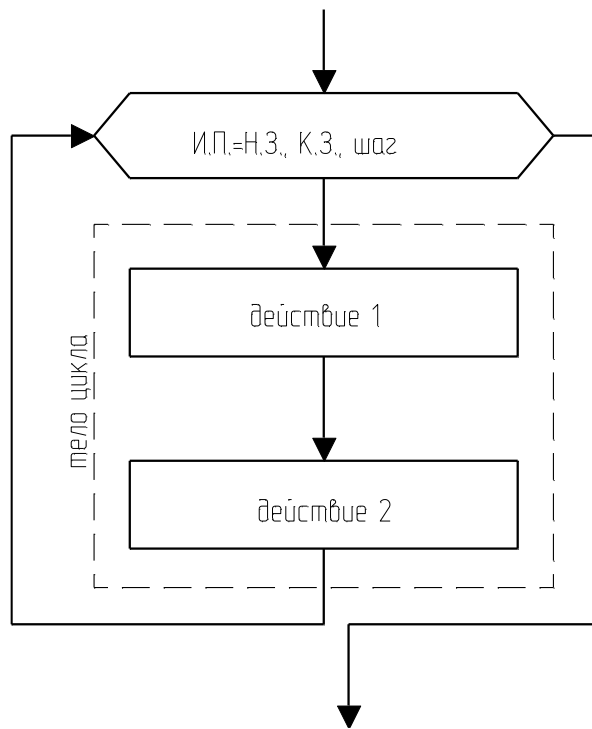 И.П.=Н.З., К.З., шаг
действие 1
тело цикла
действие 2